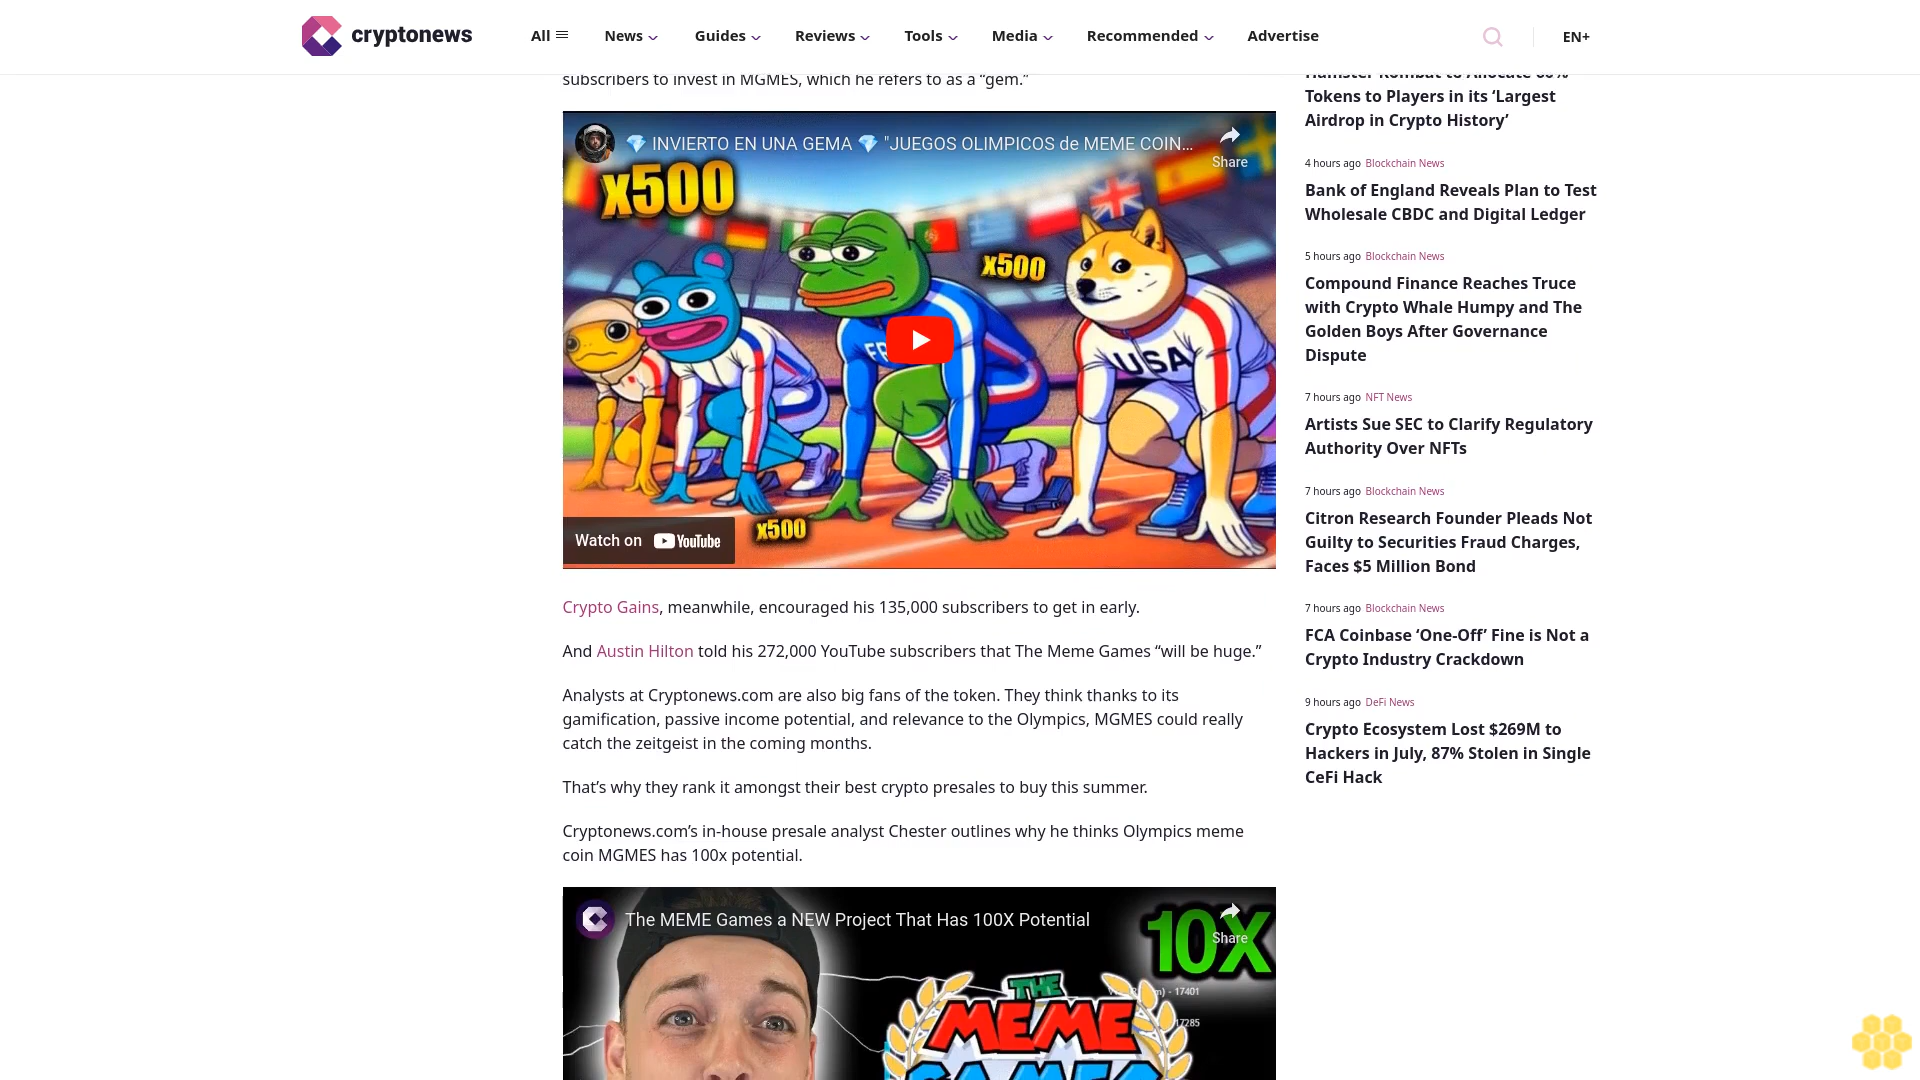 cryptonews
All
News
Guides
Reviews
Tools
Media
Recommended
Advertise
EN+
subscribers to invest in MGMES, which he refers to as a “gem.”
💎 INVIERTO EN UNA GEMA 💎 "JUEGOS OLIMPICOS de MEME COIN…
Share
x500
x500
FR
USA
x500
Watch on YouTube
Crypto Gains, meanwhile, encouraged his 135,000 subscribers to get in early.
And Austin Hilton told his 272,000 YouTube subscribers that The Meme Games “will be huge.”
Analysts at Cryptonews.com are also big fans of the token. They think thanks to its
gamification, passive income potential, and relevance to the Olympics, MGMES could really
catch the zeitgeist in the coming months.
That’s why they rank it amongst their best crypto presales to buy this summer.
Cryptonews.com’s in-house presale analyst Chester outlines why he thinks Olympics meme
coin MGMES has 100x potential.
The MEME Games a NEW Project That Has 100X Potential
10X
Share
17401
17285
THE
MEME
GAMES
Hamster Kombat to Allocate 60%
Tokens to Players in its ‘Largest
Airdrop in Crypto History’
4 hours ago Blockchain News
Bank of England Reveals Plan to Test
Wholesale CBDC and Digital Ledger
5 hours ago Blockchain News
Compound Finance Reaches Truce
with Crypto Whale Humpy and The
Golden Boys After Governance
Dispute
7 hours ago NFT News
Artists Sue SEC to Clarify Regulatory
Authority Over NFTs
7 hours ago Blockchain News
Citron Research Founder Pleads Not
Guilty to Securities Fraud Charges,
Faces $5 Million Bond
7 hours ago Blockchain News
FCA Coinbase ‘One-Off’ Fine is Not a
Crypto Industry Crackdown
9 hours ago DeFi News
Crypto Ecosystem Lost $269M to
Hackers in July, 87% Stolen in Single
CeFi Hack